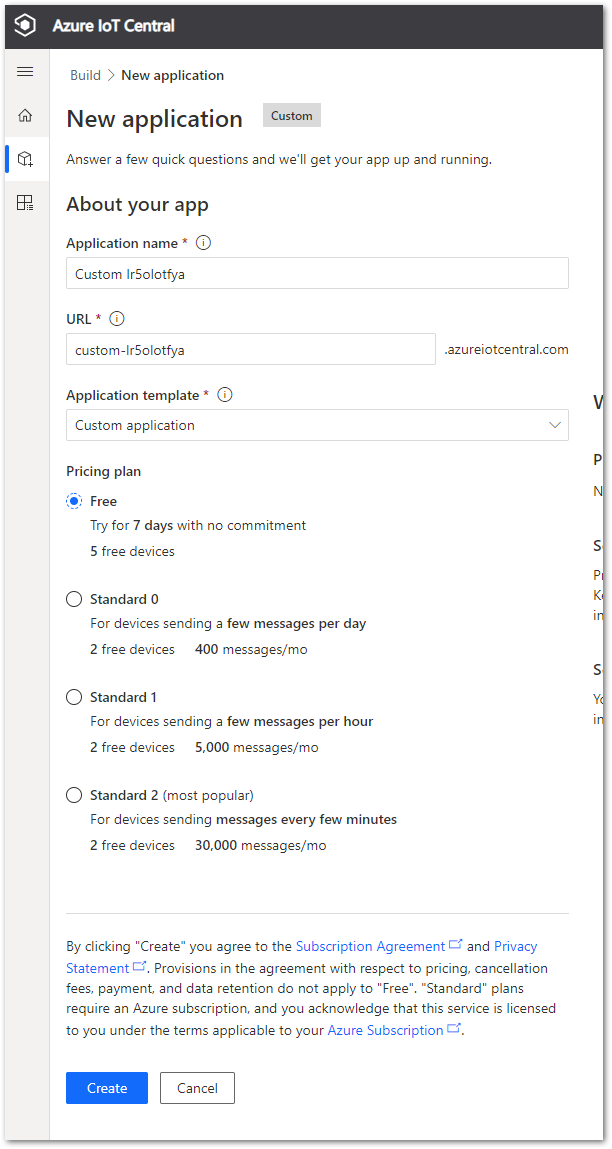 Azure IoT Central
Build > New application
New application Custom
Answer a few quick questions and we'll get your app up and running.
About your app
Application name *
Custom lr5olotfya
URL *
custom-lr5olotfya .azureiotcentral.com
Application template *
Custom application
Pricing plan
Free
Try for 7 days with no commitment
5 free devices
Standard 0
For devices sending a few messages per day
2 free devices 400 messages/mo
Standard 1
For devices sending a few messages per hour
2 free devices 5,000 messages/mo
Standard 2 (most popular)
For devices sending messages every few minutes
2 free devices 30,000 messages/mo
By clicking "Create" you agree to the Subscription Agreement and Privacy
Statement. Provisions in the agreement with respect to pricing, cancellation
fees, payment, and data retention do not apply to "Free". "Standard" plans
require an Azure subscription, and you acknowledge that this service is licensed
to you under the terms applicable to your Azure Subscription.
Create Cancel